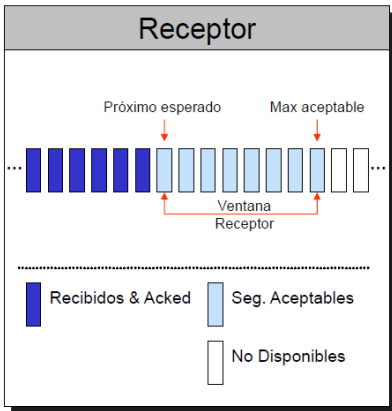 Receptor
Próximo esperado
Max aceptable
...
...
Ventana
Receptor
Recibidos & Acked
Seg. Aceptables
No Disponibles